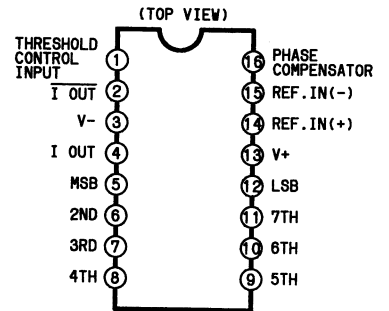 (TOP VIEW)
THRESHOLD
CONTROL
INPUT
1
I OUT
2
V-
3
I OUT
4
MSB
5
2ND
6
3RD
7
4TH
8
16
PHASE
COMPENSATOR
15
REF.IN(-)
14
REF.IN(+)
13
V+
12
LSB
11
7TH
10
6TH
9
5TH